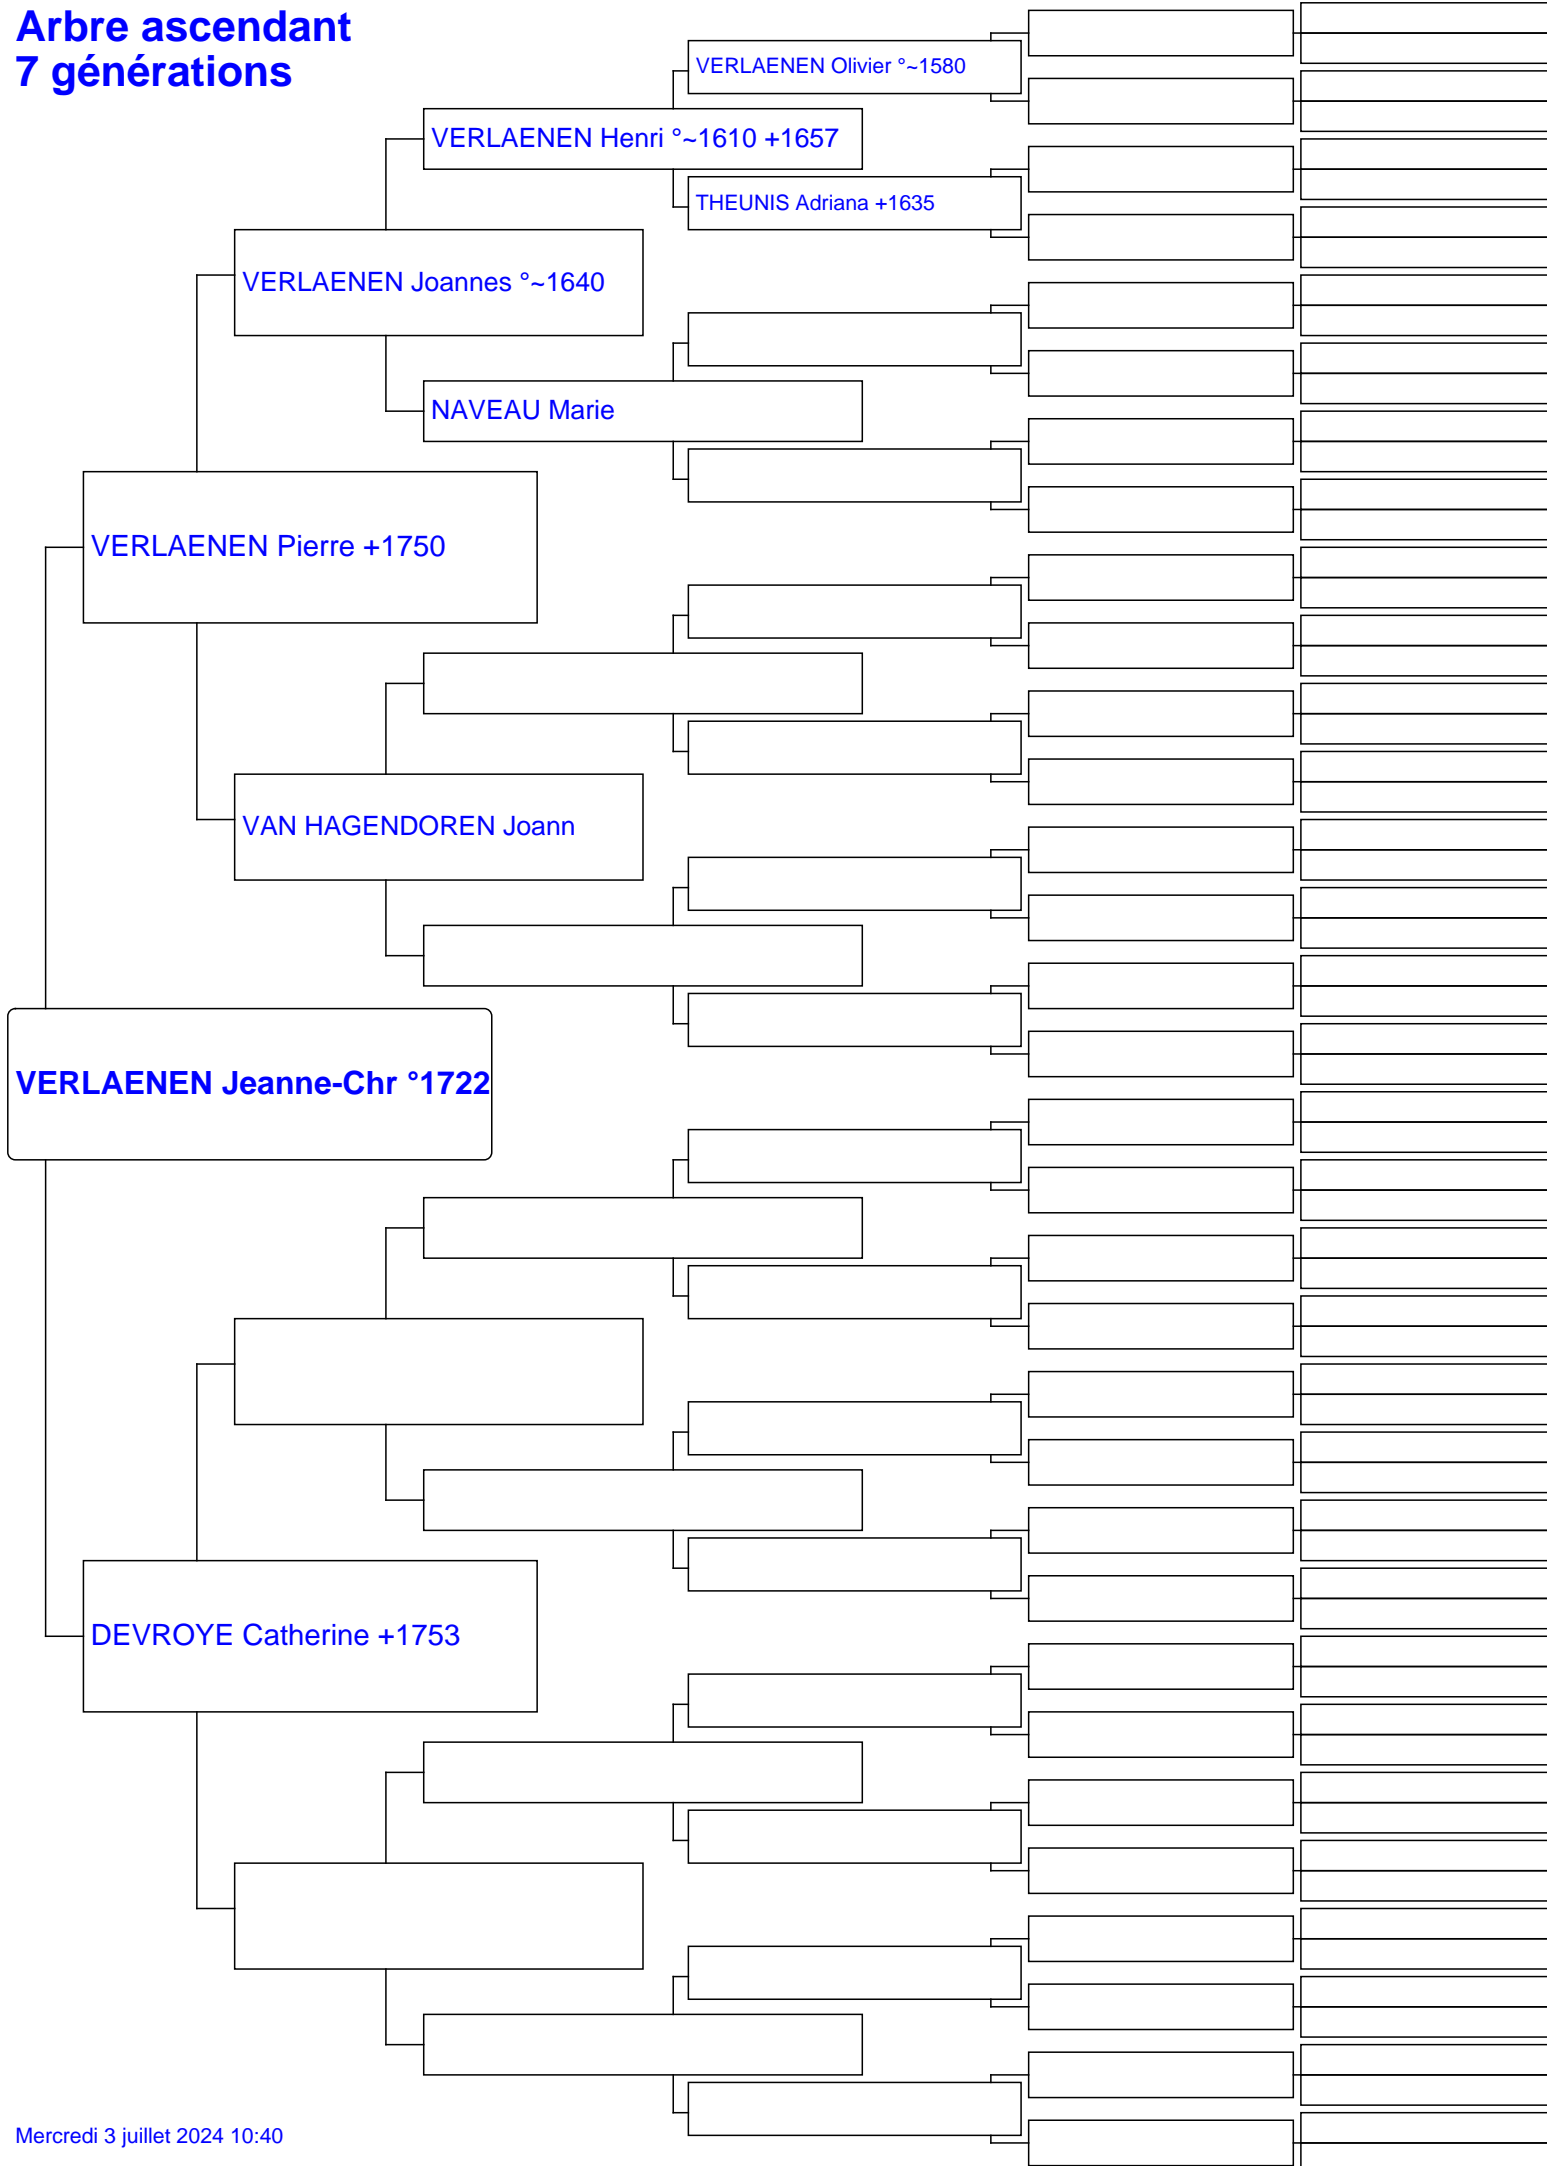 Arbre ascendant
7 générations
VERLAENEN Olivier °~1580
VERLAENEN Henri °~1610 +1657
THEUNIS Adriana +1635
VERLAENEN Joannes °~1640
NAVEAU Marie
VERLAENEN Pierre +1750
VAN HAGENDOREN Joann
VERLAENEN Jeanne-Chr °1722
DEVROYE Catherine +1753
Mercredi 3 juillet 2024 10:40